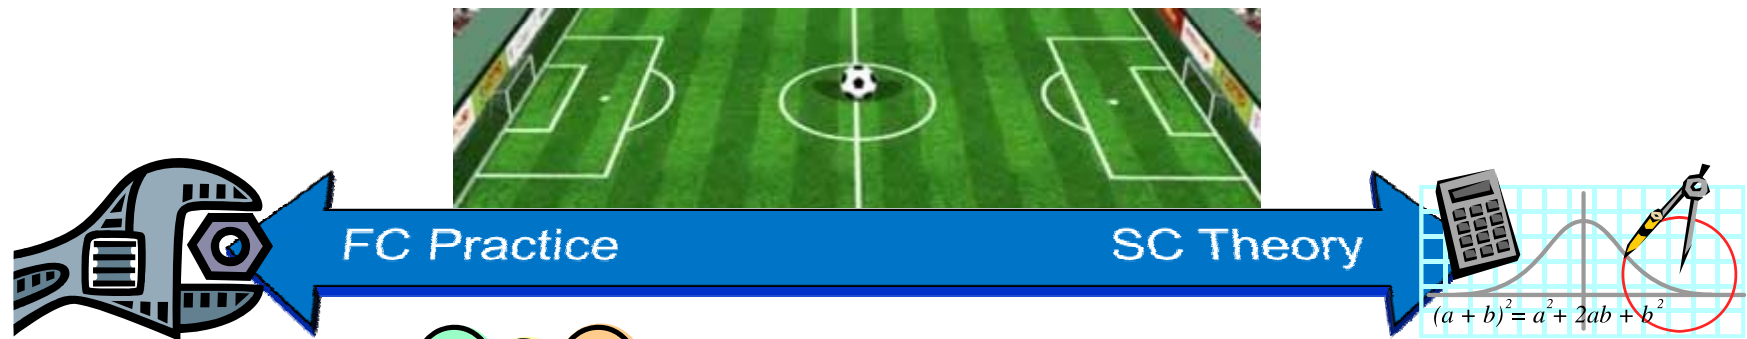 FC Practice
SC Theory
(a + b)² = a² + 2ab + b²